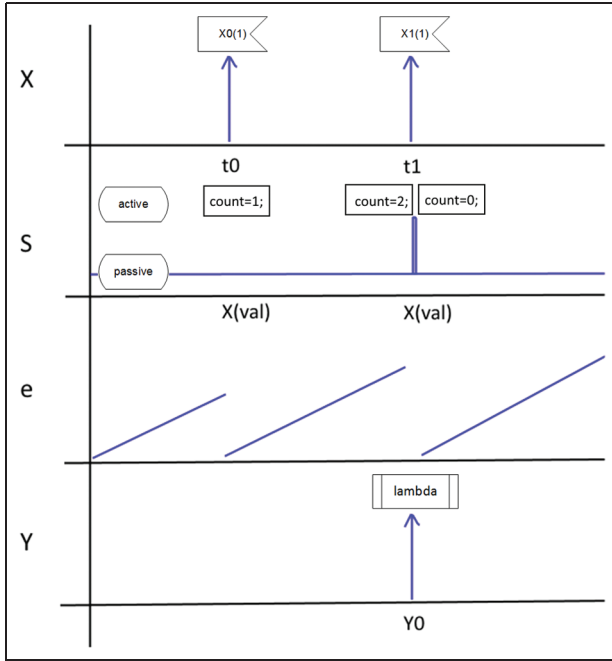 X0(1) X1(1)
X
t0 t1
active count=1; count=2; count=0;
S
passive
X(val) X(val)
e
lambda
Y
Y0